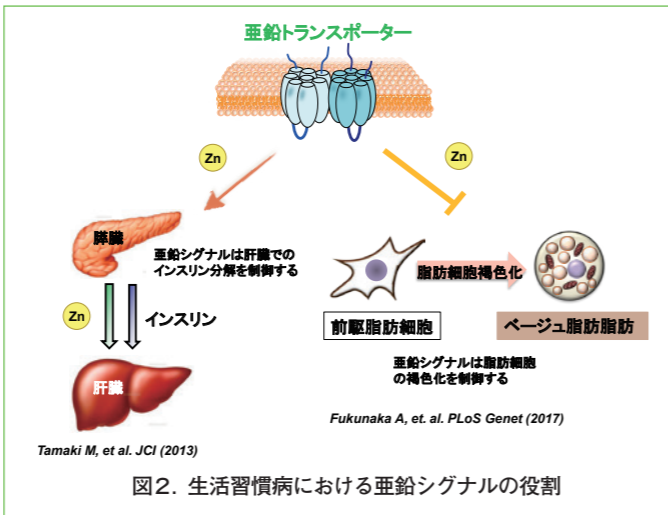 亜鉛トランスポーター
Zn
Zn
膵臓
亜鉛シグナルは肝臓での
インスリン分解を制御する
Zn
インスリン
肝臓
脂肪細胞褐色化
前駆脂肪細胞
ベージュ脂肪脂肪
亜鉛シグナルは脂肪細胞
の褐色化を制御する
Fukunaka A, et. al. PLoS Genet (2017)
Tamaki M, et al. JCI (2013)
図2. 生活習慣病における亜鉛シグナルの役割